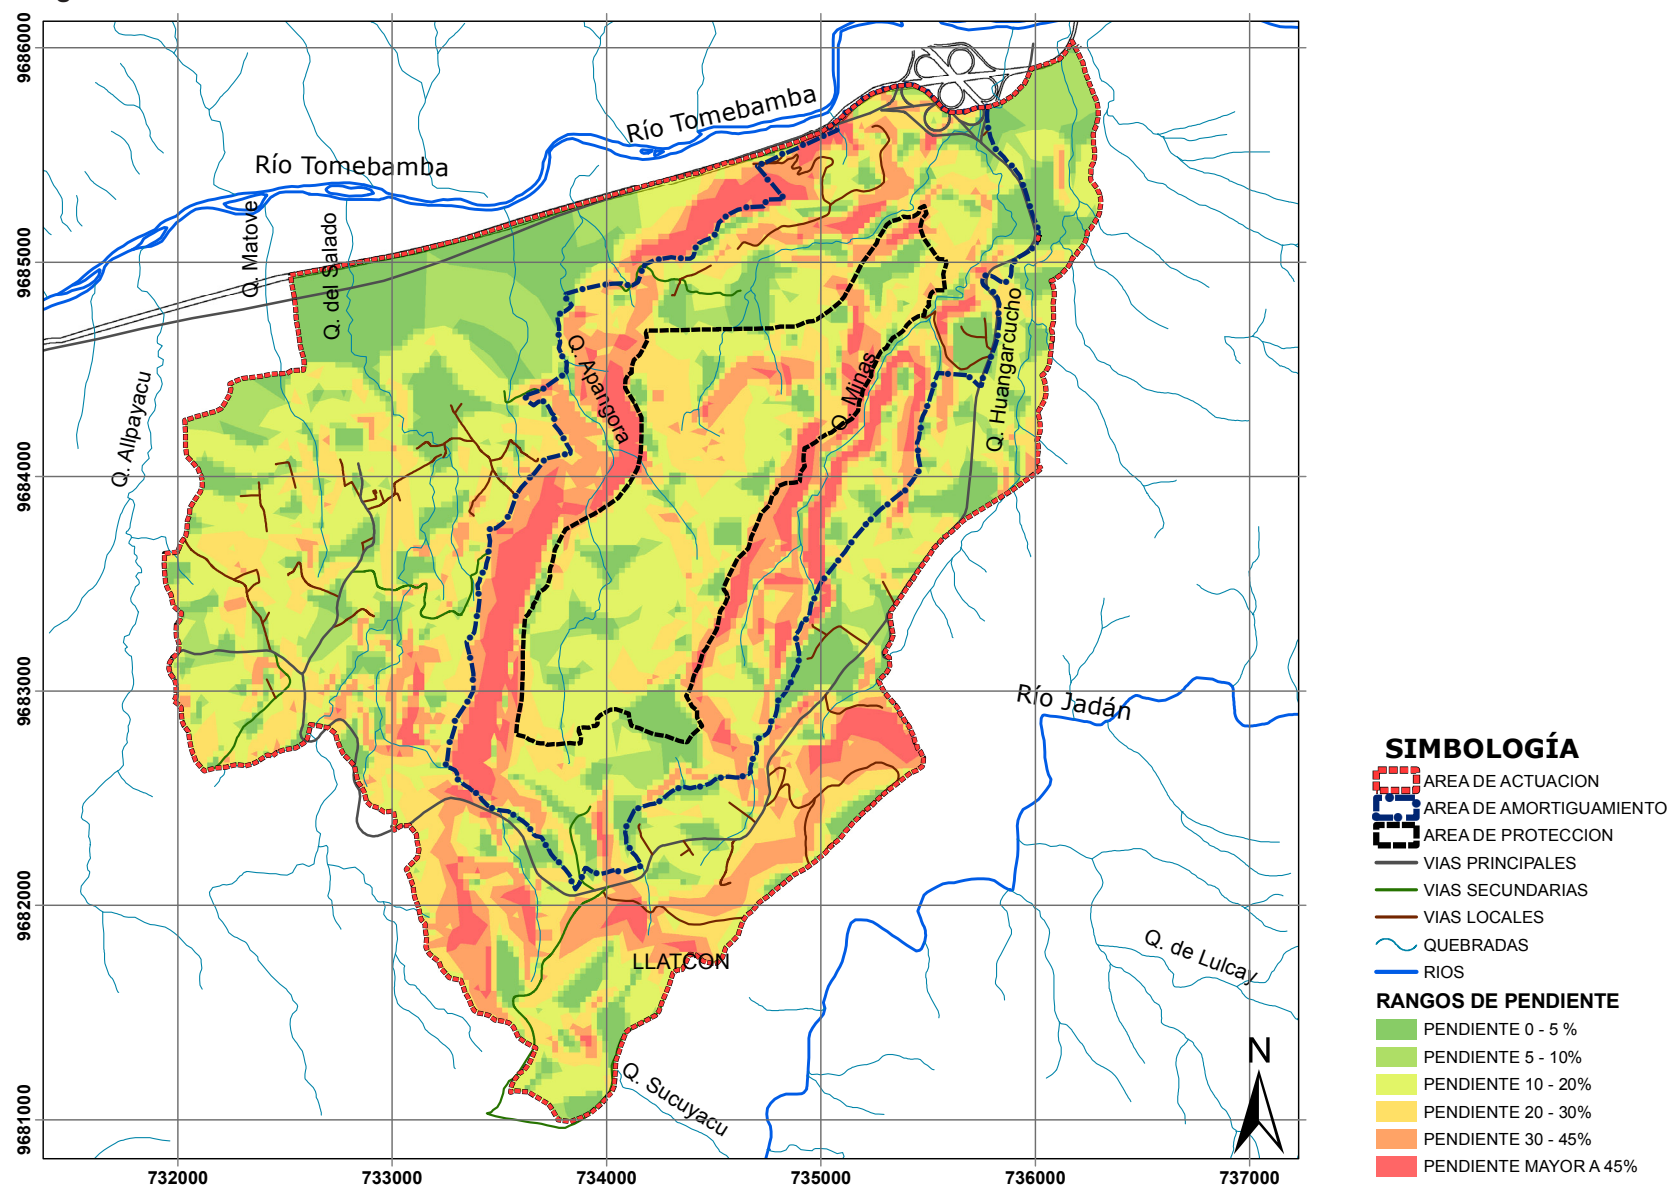 9686000
9685000
9684000
9683000
9682000
9681000
732000
733000
734000
735000
736000
737000
Río Tomebamba
Río Tomebamba
Q. Matove
Q. del Salado
Q. Allpayacu
Q. Apangora
Q. Minas
Q. Huangarcucho
Río Jadán
LLATCON
Q. de Lulcay
Q. Sucuyacu
N
SIMBOLOGÍA
AREA DE ACTUACION
AREA DE AMORTIGUAMIENTO
AREA DE PROTECCION
VIAS PRINCIPALES
VIAS SECUNDARIAS
VIAS LOCALES
QUEBRADAS
RIOS
RANGOS DE PENDIENTE
PENDIENTE 0 - 5 %
PENDIENTE 5 - 10%
PENDIENTE 10 - 20%
PENDIENTE 20 - 30%
PENDIENTE 30 - 45%
PENDIENTE MAYOR A 45%